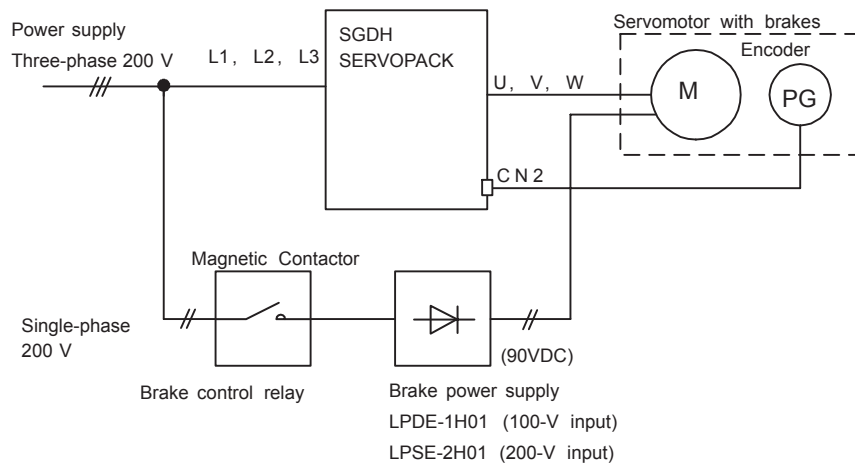 Power supply
Three-phase 200 V
L1, L2, L3
SGDH
SERVOPACK
U, V, W
CN2
Servomotor with brakes
Encoder
M
PG
Magnetic Contactor
Single-phase
200 V
(90VDC)
Brake control relay
Brake power supply
LPDE-1H01 (100-V input)
LPSE-2H01 (200-V input)